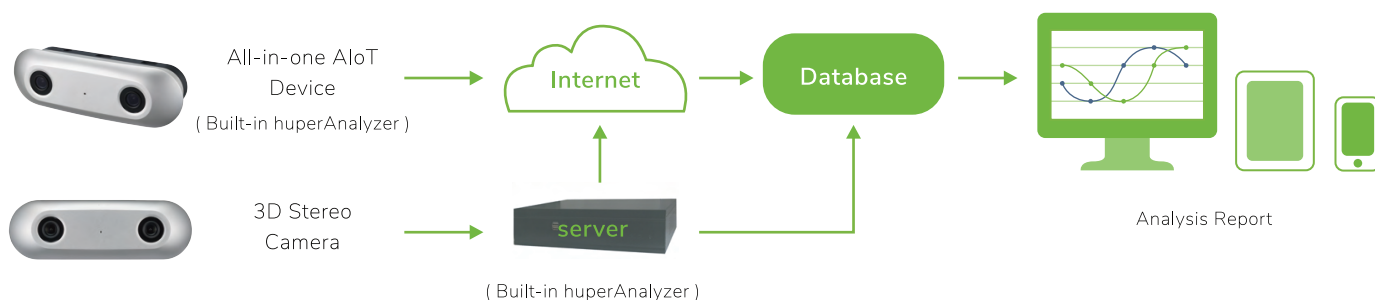 All-in-one AIoT
Device
( Built-in huperAnalyzer )
Internet
Database
3D Stereo
Camera
server
( Built-in huperAnalyzer )
Analysis Report